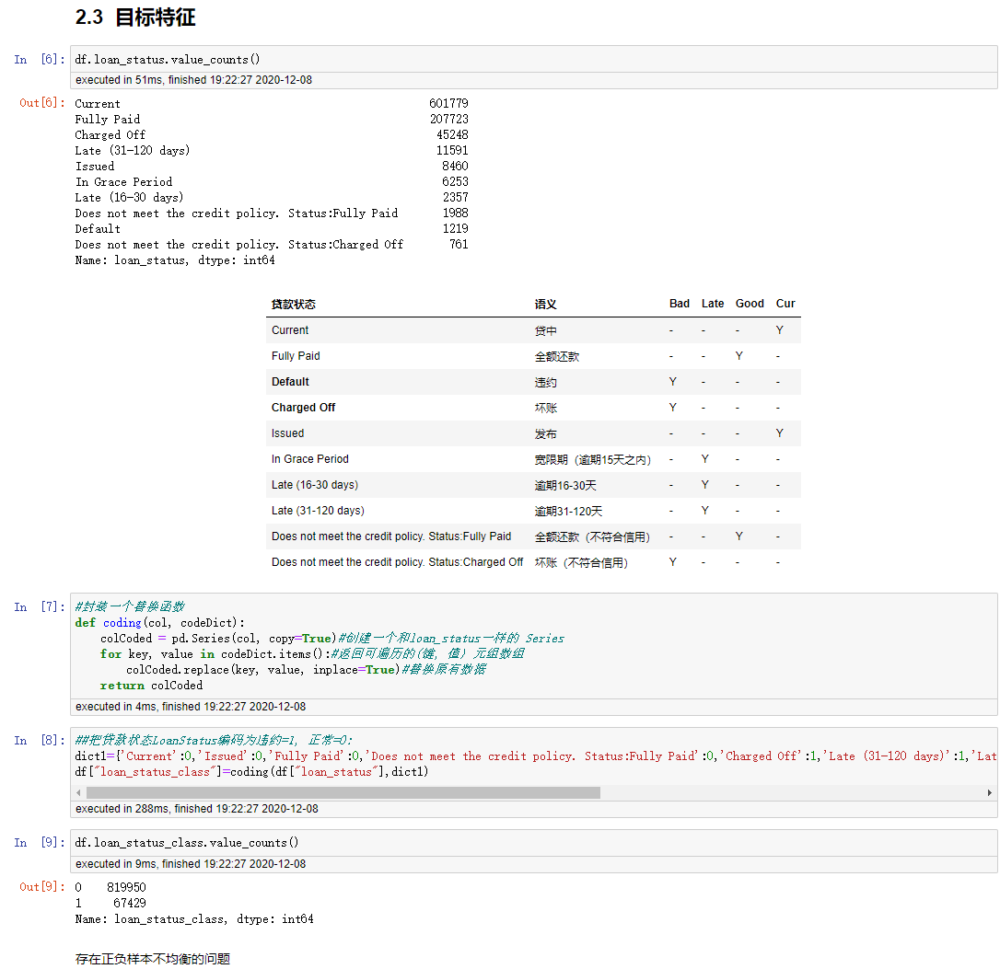 2.3 目标特征
In [6]: df.loan_status.value_counts()
executed in 51ms, finished 19:22:27 2020-12-08
Out[6]: Current 601779
Fully Paid 207723
Charged Off 45248
Late (31-120 days) 11591
Issued 8460
In Grace Period 6253
Late (16-30 days) 2357
Does not meet the credit policy. Status:Fully Paid 1988
Default 1219
Does not meet the credit policy. Status:Charged Off 761
Name: loan_status, dtype: int64
贷款状态 语义 Bad Late Good Cur
Current 贷中 - - - Y
Fully Paid 全额还款 - - Y -
Default 违约 Y - - -
Charged Off 坏账 Y - - -
Issued 发布 - - - Y
In Grace Period 宽限期（逾期15天之内） - Y - -
Late (16-30 days) 逾期16-30天 - Y - -
Late (31-120 days) 逾期31-120天 - Y - -
Does not meet the credit policy. Status:Fully Paid 全额还款（不符合信用） - - Y -
Does not meet the credit policy. Status:Charged Off 坏账（不符合信用） Y - - -
In [7]: #封装一个替换函数
def coding(col, codeDict):
colCoded = pd.Series(col, copy=True)#创建一个和loan_status一样的 Series
for key, value in codeDict.items():#返回可遍历的(键, 值) 元组数组
colCoded.replace(key, value, inplace=True)#替换原有数据
return colCoded
executed in 4ms, finished 19:22:27 2020-12-08
In [8]: ##把贷款状态LoanStatus编码为违约=1, 正常=0:
dict1={'Current':0,'Issued':0,'Fully Paid':0,'Does not meet the credit policy. Status:Fully Paid':0,'Charged Off':1,'Late (31-120 days)':1,'Lat
df["loan_status_class"]=coding(df["loan_status"],dict1)
executed in 288ms, finished 19:22:27 2020-12-08
In [9]: df.loan_status_class.value_counts()
executed in 9ms, finished 19:22:27 2020-12-08
Out[9]: 0 819950
1 67429
Name: loan_status_class, dtype: int64
存在正负样本不均衡的问题